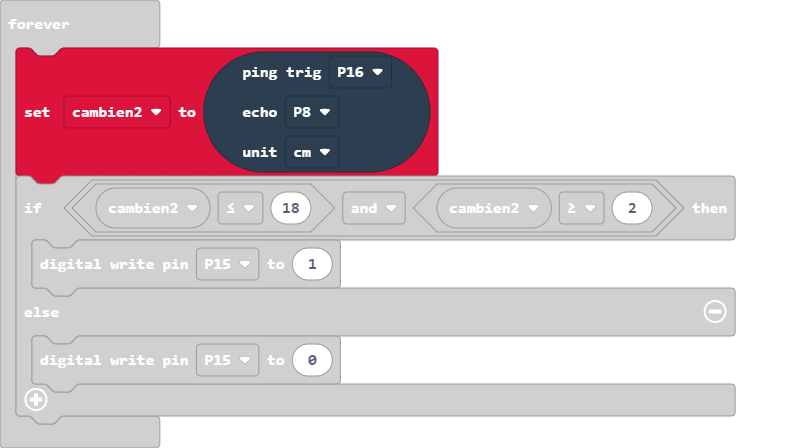 forever
set cambien2 to ping trig P16
echo P8
unit cm
if cambien2 ≤ 18 and cambien2 ≥ 2 then
digital write pin P15 to 1
else
digital write pin P15 to 0